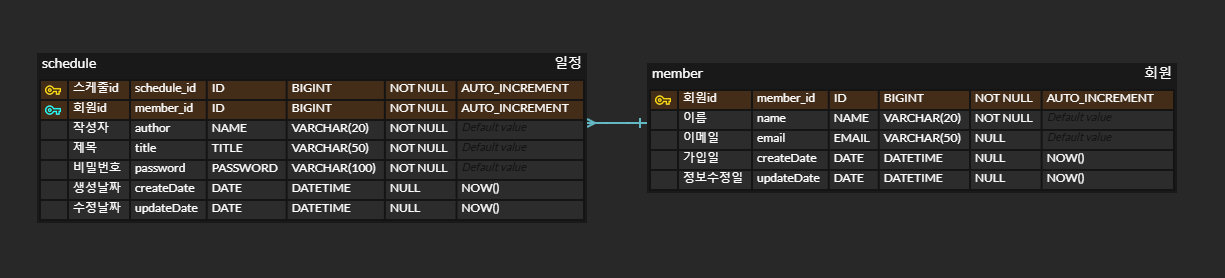 schedule 일정
스케줄id schedule_id ID BIGINT NOT NULL AUTO_INCREMENT
회원id member_id ID BIGINT NOT NULL AUTO_INCREMENT
작성자 author NAME VARCHAR(20) NOT NULL Default value
제목 title TITLE VARCHAR(50) NOT NULL Default value
비밀번호 password PASSWORD VARCHAR(100) NOT NULL Default value
생성날짜 createDate DATE DATETIME NULL NOW()
수정날짜 updateDate DATE DATETIME NULL NOW()
member 회원
회원id member_id ID BIGINT NOT NULL AUTO_INCREMENT
이름 name NAME VARCHAR(20) NOT NULL Default value
이메일 email EMAIL VARCHAR(50) NULL Default value
가입일 createDate DATE DATETIME NULL NOW()
정보수정일 updateDate DATE DATETIME NULL NOW()